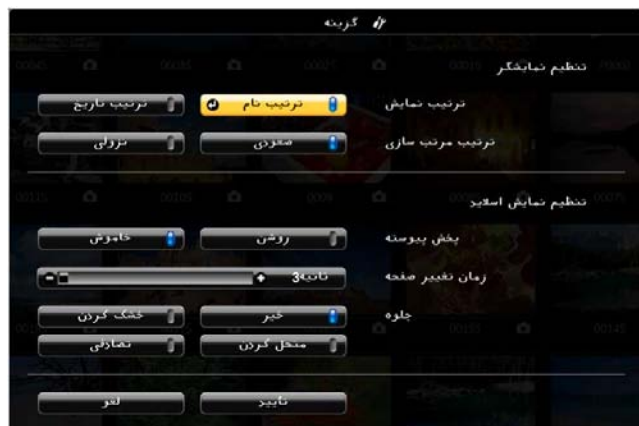 گزینه
تنظیم نمایشگر
ترتیب نمایش ترتیب نام ترتیب تاریخ
ترتیب مرتب سازی صعودی نزولی
تنظیم نمایش اسلاید
پخش پیوسته روشن خاموش
زمان تغییر صفحه 3ثانیه
جلوه خیر خشک کردن
منحل کردن تصادفی
تایید لغو